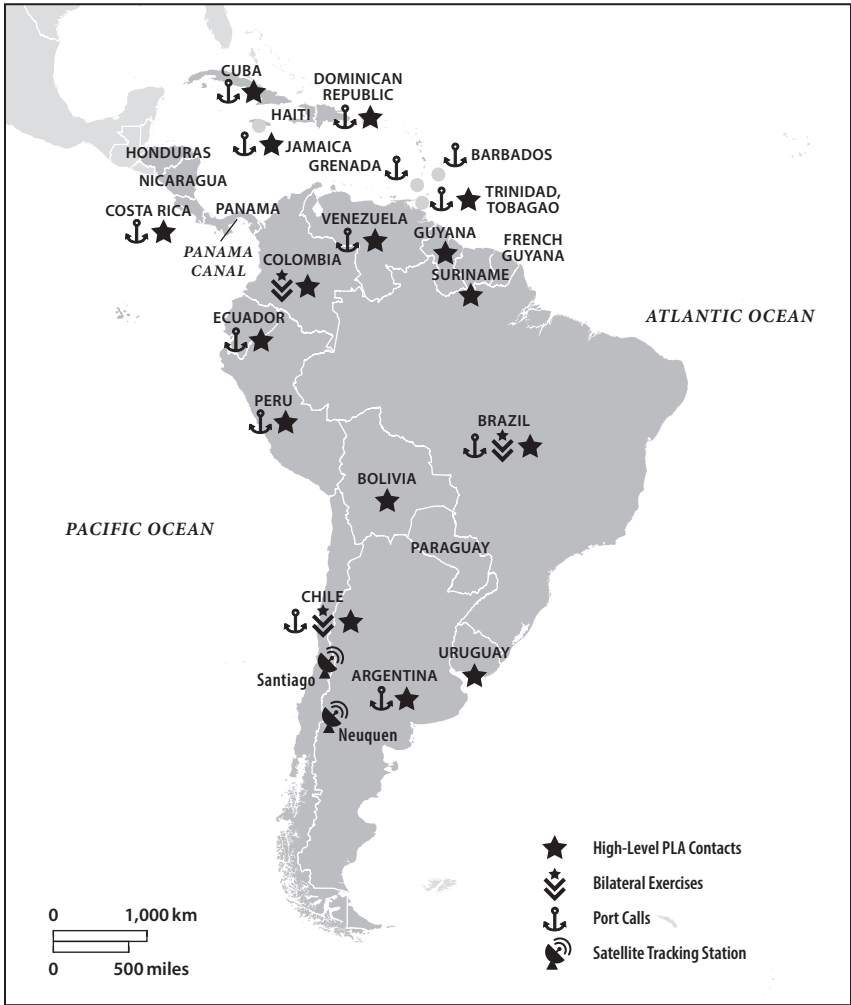 CUBA
DOMINICAN
REPUBLIC
HAITI
JAMAICA
HONDURAS
GRENADA
BARBADOS
NICARAGUA
TRINIDAD,
TOBAGAO
COSTA RICA
PANAMA
VENEZUELA
GUYANA
PANAMA
CANAL
FRENCH
GUYANA
COLOMBIA
SURINAME
ECUADOR
ATLANTIC OCEAN
PERU
BRAZIL
BOLIVIA
PACIFIC OCEAN
PARAGUAY
CHILE
URUGUAY
Santiago
ARGENTINA
Neuquen
High-Level PLA Contacts
Bilateral Exercises
Port Calls
Satellite Tracking Station
0 1,000 km
0 500 miles